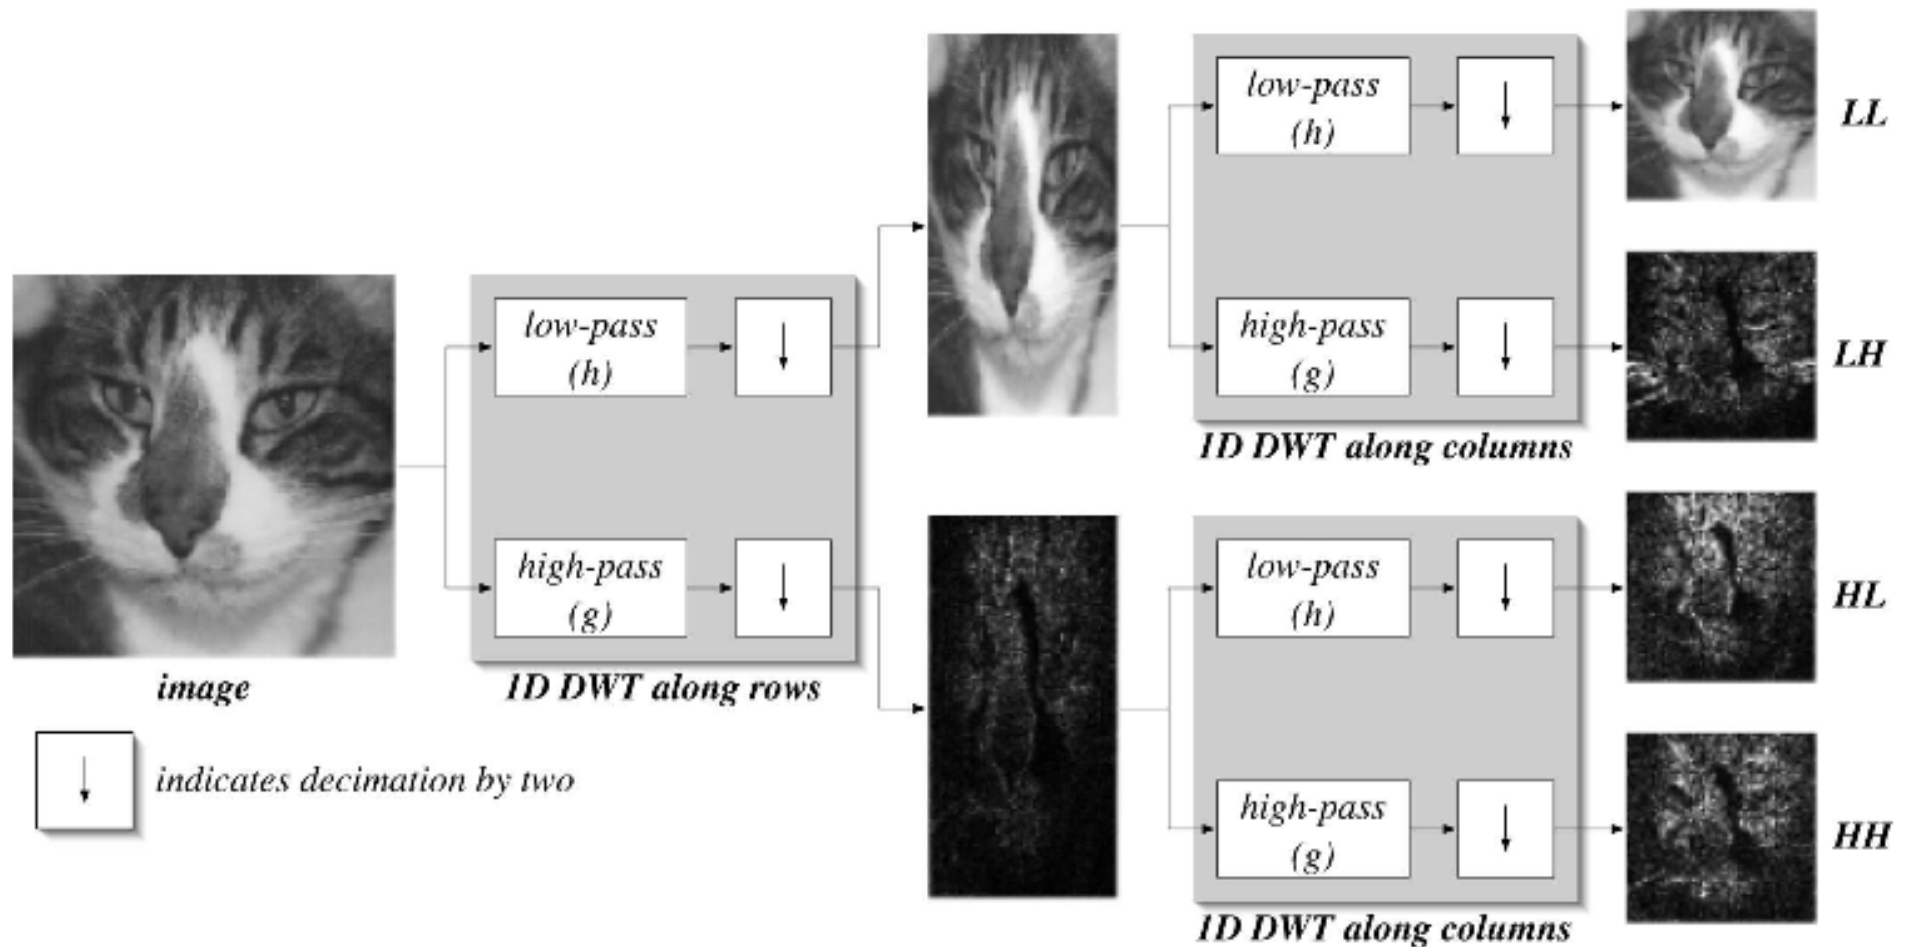 low-pass
(h)
LL
high-pass
(g)
LH
1D DWT along columns
low-pass
(h)
high-pass
(g)
1D DWT along rows
image
indicates decimation by two
low-pass
(h)
HL
high-pass
(g)
HH
1D DWT along columns